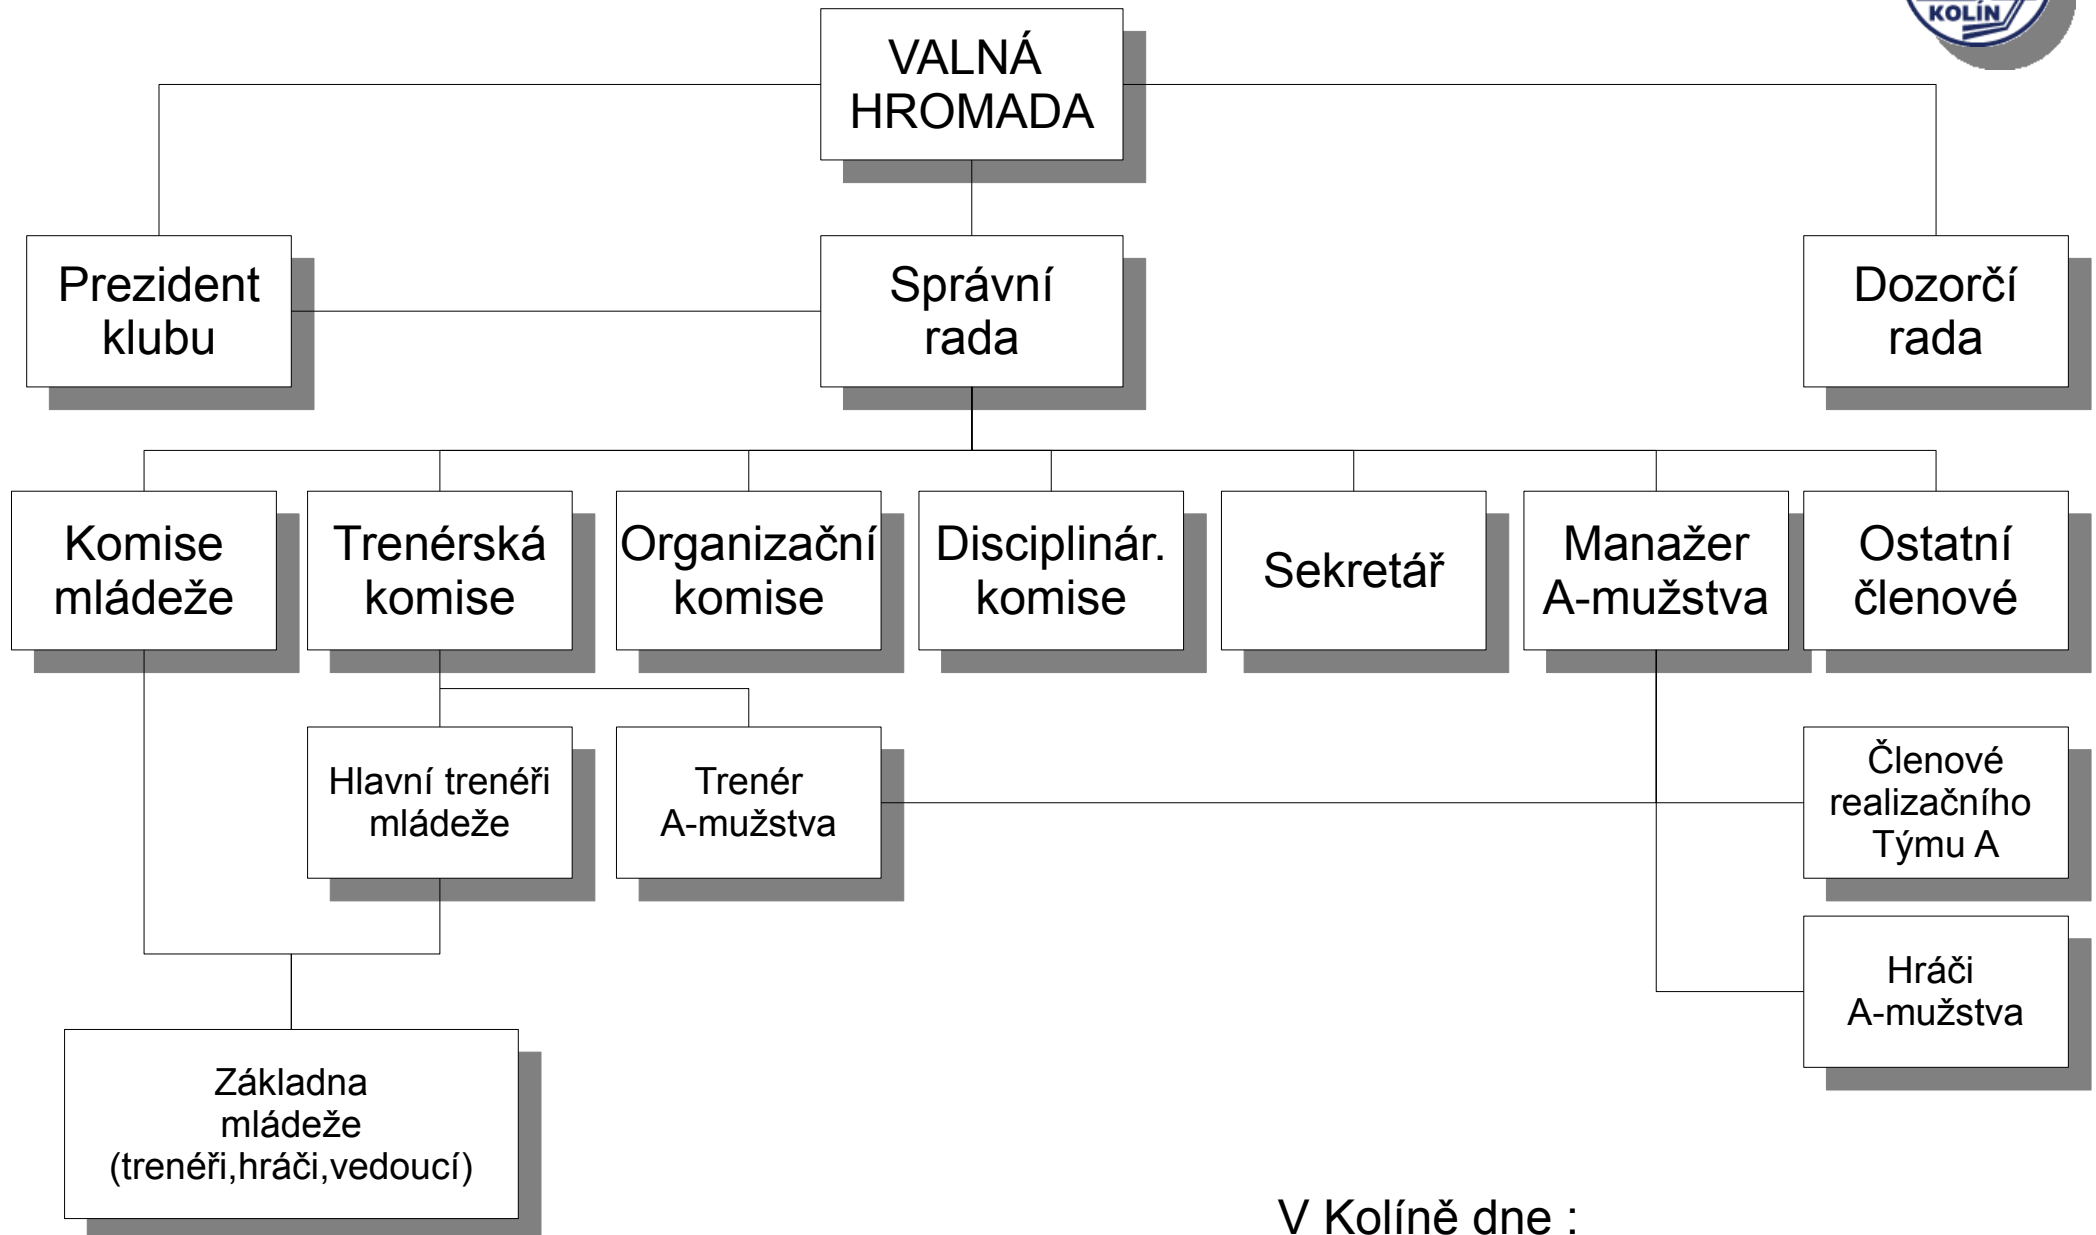 KOLÍN
VALNÁ
HROMADA
Prezident
klubu
Správní
rada
Dozorčí
rada
Komise
mládeže
Trenérská
komise
Organizační
komise
Disciplinár.
komise
Sekretář
Manažer
A-mužstva
Ostatní
členové
Hlavní trenéři
mládeže
Trenér
A-mužstva
Členové
realizačního
Týmu A
Hráči
A-mužstva
Základna
mládeže
(trenéři,hráči,vedoucí)
V Kolíně dne :